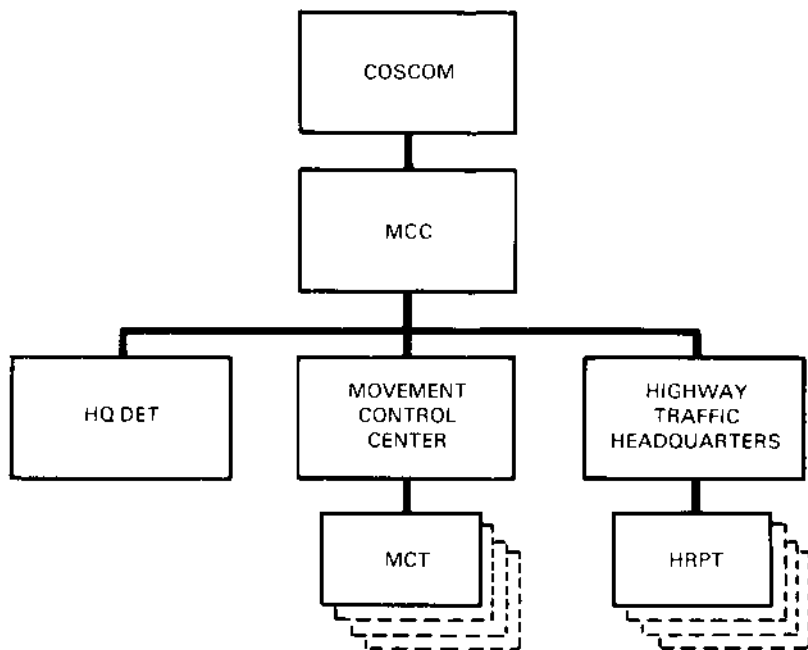 COSCOM
MCC
HQ DET
MOVEMENT
CONTROL
CENTER
HIGHWAY
TRAFFIC
HEADQUARTERS
MCT
HRPT